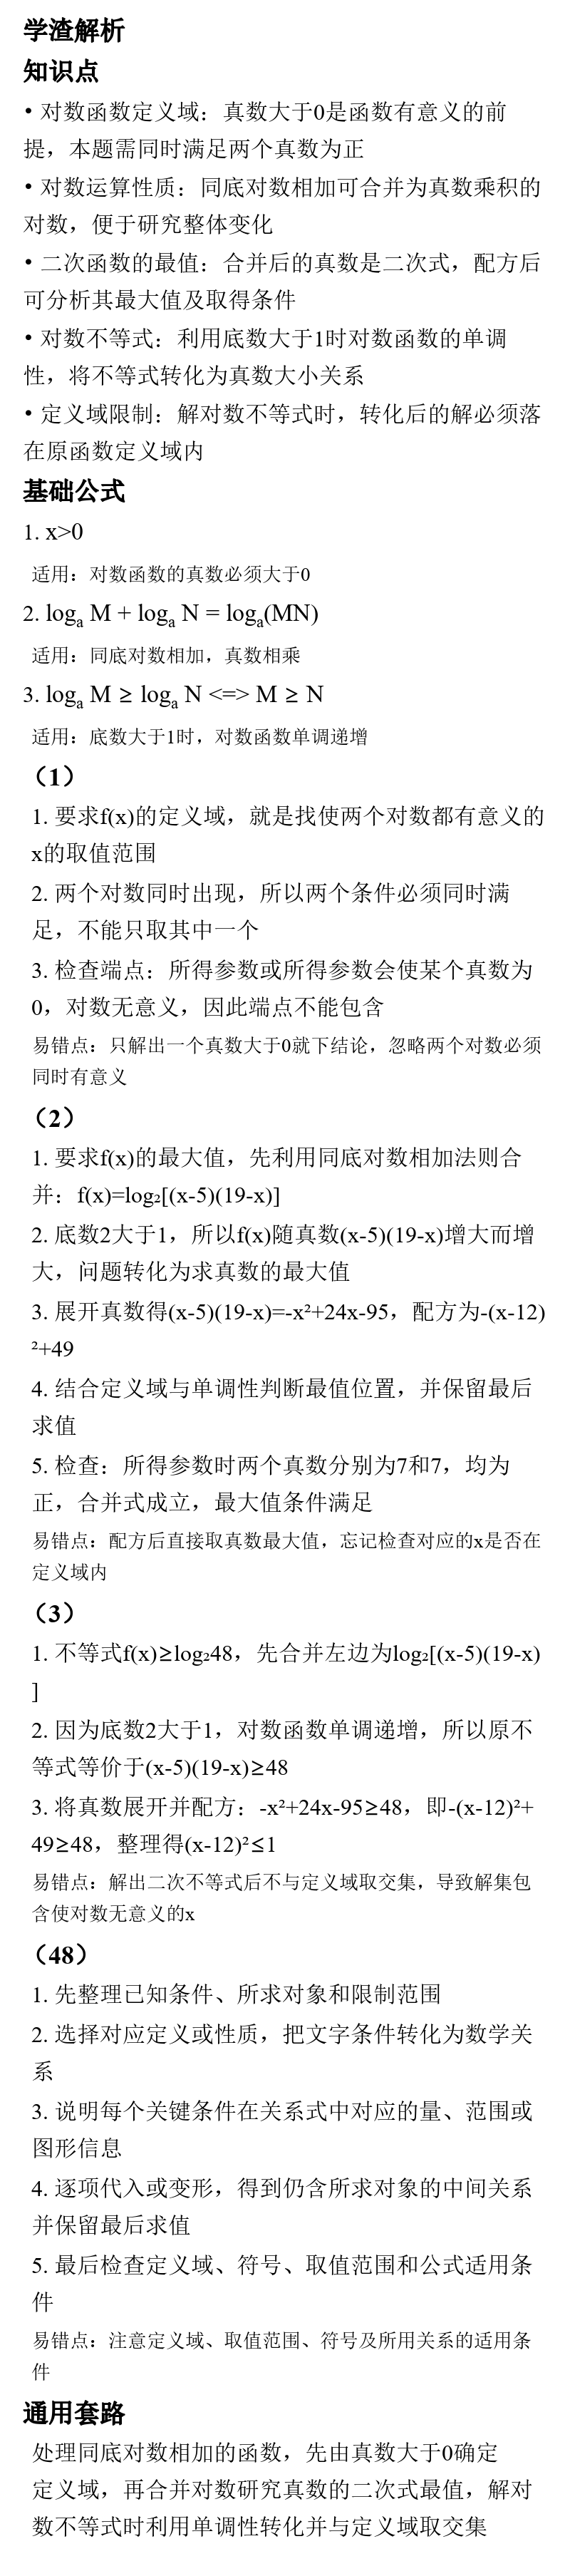 学渣解析
知识点
• 对数函数定义域：真数大于0是函数有意义的前
提，本题需同时满足两个真数为正
• 对数运算性质：同底对数相加可合并为真数乘积的
对数，便于研究整体变化
• 二次函数的最值：合并后的真数是二次式，配方后
可分析其最大值及取得条件
• 对数不等式：利用底数大于1时对数函数的单调
性，将不等式转化为真数大小关系
• 定义域限制：解对数不等式时，转化后的解必须落
在原函数定义域内
基础公式
1. x>0
适用：对数函数的真数必须大于0
2. logₐ M + logₐ N = logₐ(MN)
适用：同底对数相加，真数相乘
3. logₐ M ≥ logₐ N <=> M ≥ N
适用：底数大于1时，对数函数单调递增
（1）
1. 要求f(x)的定义域，就是找使两个对数都有意义的
x的取值范围
2. 两个对数同时出现，所以两个条件必须同时满
足，不能只取其中一个
3. 检查端点：所得参数或所得参数会使某个真数为
0，对数无意义，因此端点不能包含
易错点：只解出一个真数大于0就下结论，忽略两个对数必须
同时有意义
（2）
1. 要求f(x)的最大值，先利用同底对数相加法则合
并：f(x)=log₂[(x-5)(19-x)]
2. 底数2大于1，所以f(x)随真数(x-5)(19-x)增大而增
大，问题转化为求真数的最大值
3. 展开真数得(x-5)(19-x)=-x²+24x-95，配方为-(x-12)
²+49
4. 结合定义域与单调性判断最值位置，并保留最后
求值
5. 检查：所得参数时两个真数分别为7和7，均为
正，合并式成立，最大值条件满足
易错点：配方后直接取真数最大值，忘记检查对应的x是否在
定义域内
（3）
1. 不等式f(x)≥log₂48，先合并左边为log₂[(x-5)(19-x)
]
2. 因为底数2大于1，对数函数单调递增，所以原不
等式等价于(x-5)(19-x)≥48
3. 将真数展开并配方：-x²+24x-95≥48，即-(x-12)²+
49≥48，整理得(x-12)²≤1
易错点：解出二次不等式后不与定义域取交集，导致解集包
含使对数无意义的x
（48）
1. 先整理已知条件、所求对象和限制范围
2. 选择对应定义或性质，把文字条件转化为数学关
系
3. 说明每个关键条件在关系式中对应的量、范围或
图形信息
4. 逐项代入或变形，得到仍含所求对象的中间关系
并保留最后求值
5. 最后检查定义域、符号、取值范围和公式适用条
件
易错点：注意定义域、取值范围、符号及所用关系的适用条
件
通用套路
处理同底对数相加的函数，先由真数大于0确定
定义域，再合并对数研究真数的二次式最值，解对
数不等式时利用单调性转化并与定义域取交集